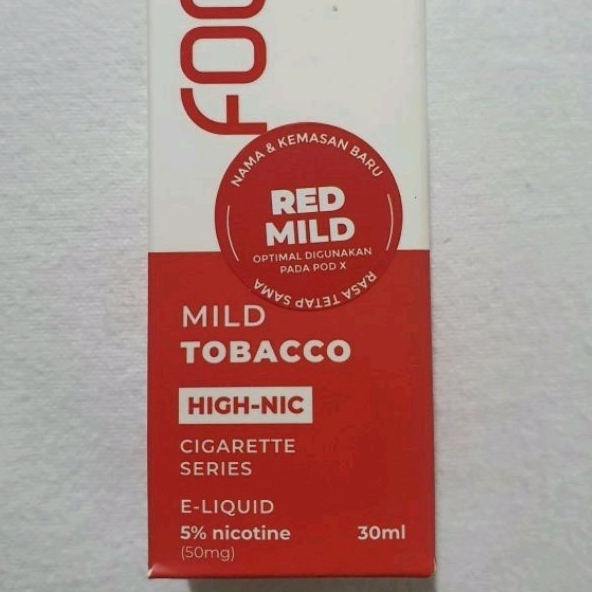 NAMA & KEMASAN BARU
RED
MILD
OPTIMAL DIGUNAKAN
PADA POD X
RASA TETAP SAMA
MILD
TOBACCO
HIGH-NIC
CIGARETTE
SERIES
E-LIQUID
5% nicotine 30ml
(50mg)